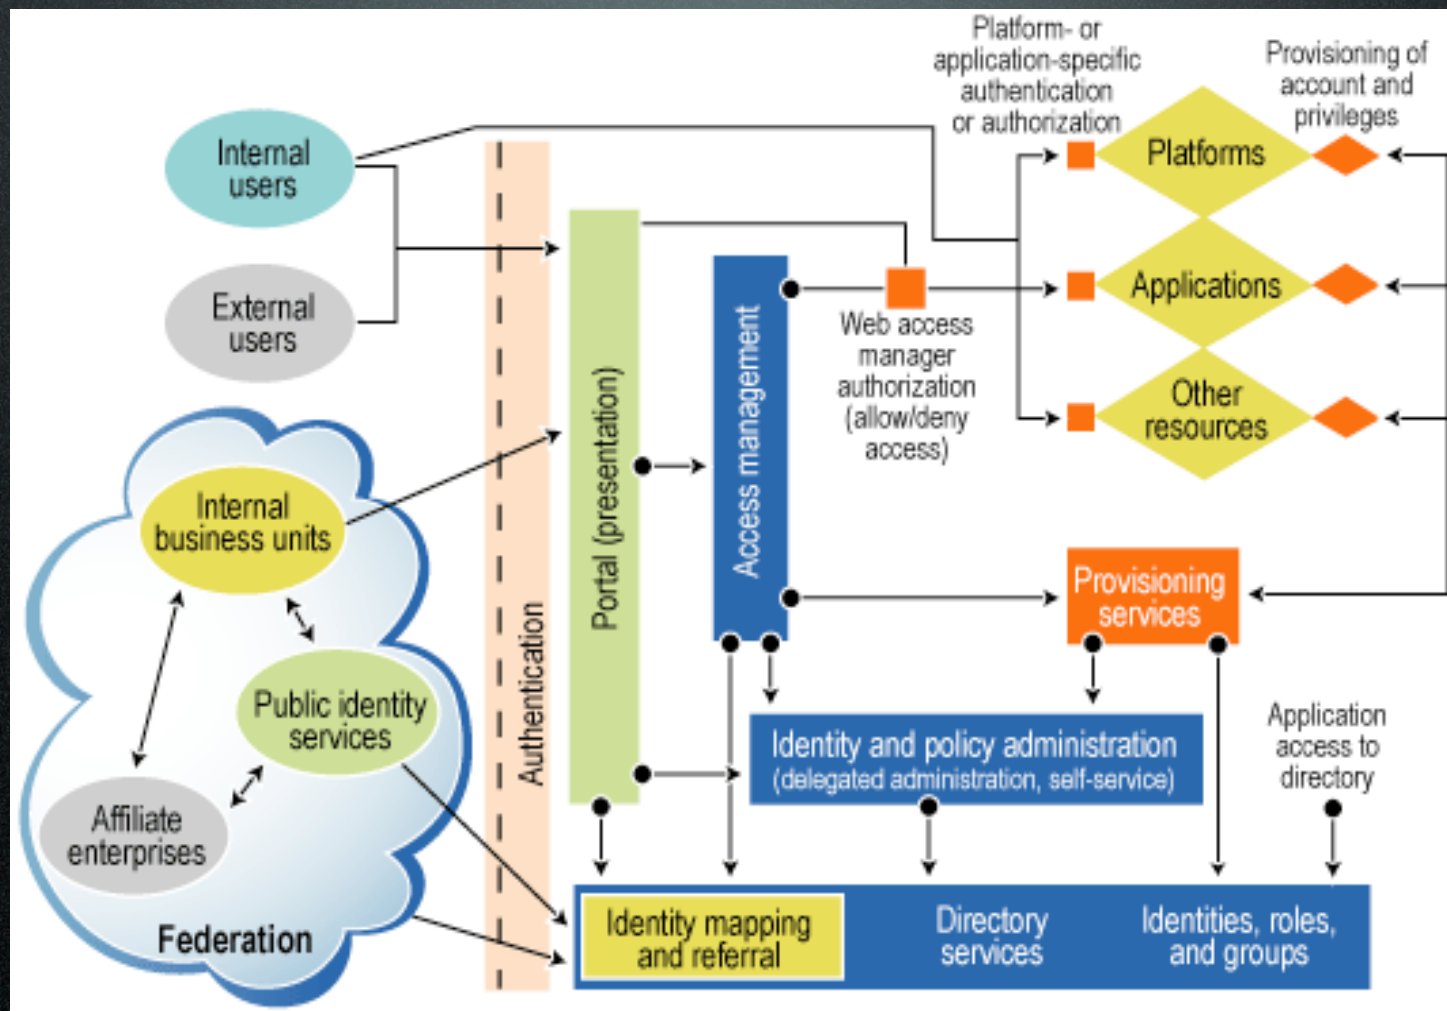 Platform- or
application-specific
authentication
or authorization
Provisioning of
account and
privileges
Internal
users
Platforms
External
users
Applications
Web access
manager
authorization
(allow/deny
access)
Other
resources
Portal (presentation)
Access management
Authentication
Internal
business units
Provisioning
services
Public identity
services
Identity and policy administration
(delegated administration, self-service)
Application
access to
directory
Affiliate
enterprises
Federation
Identity mapping
and referral
Directory
services
Identities, roles,
and groups